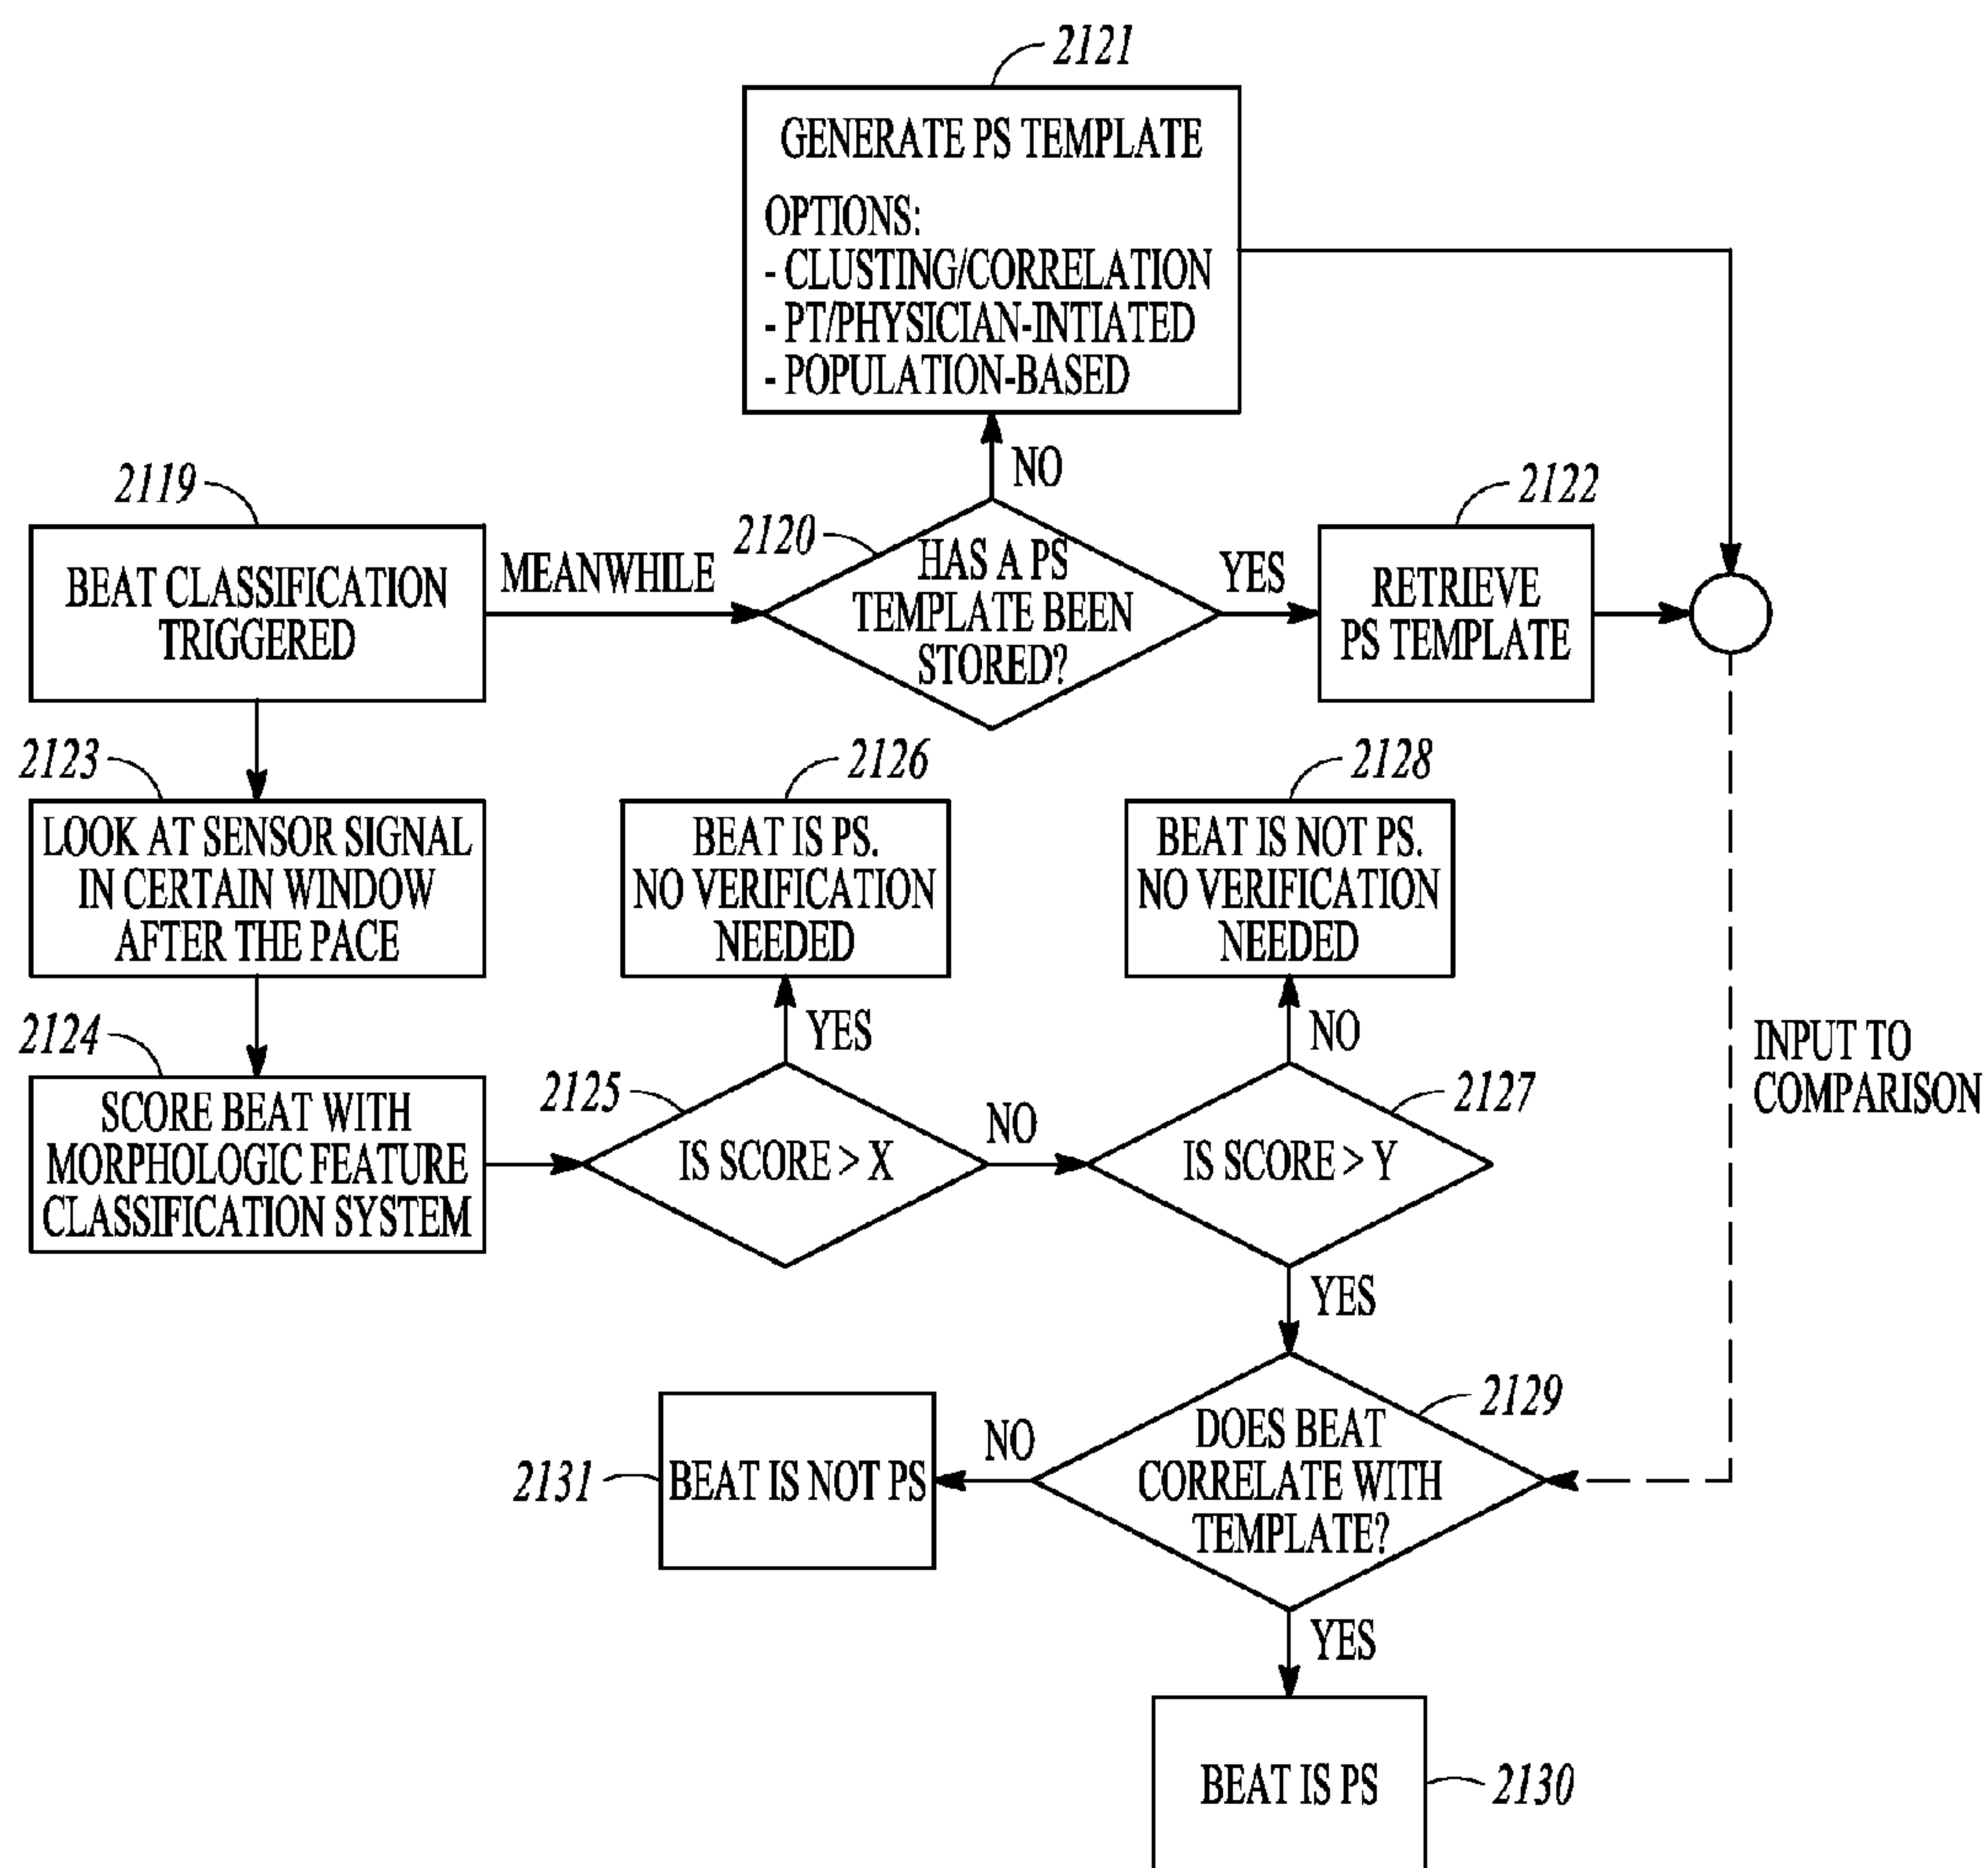 2121
GENERATE PS TEMPLATE
OPTIONS:
- CLUSTING/CORRELATION
- PT/PHYSICIAN-INTIATED
- POPULATION-BASED
NO
2119
BEAT CLASSIFICATION
TRIGGERED
MEANWHILE
2120
HAS A PS
TEMPLATE BEEN
STORED?
YES
2122
RETRIEVE
PS TEMPLATE
2123
LOOK AT SENSOR SIGNAL
IN CERTAIN WINDOW
AFTER THE PACE
2126
BEAT IS PS.
NO VERIFICATION
NEEDED
2128
BEAT IS NOT PS.
NO VERIFICATION
NEEDED
INPUT TO
COMPARISON
2124
SCORE BEAT WITH
MORPHOLOGIC FEATURE
CLASSIFICATION SYSTEM
2125
IS SCORE > X
YES
NO
2127
IS SCORE > Y
NO
YES
2129
DOES BEAT
CORRELATE WITH
TEMPLATE?
NO
2131
BEAT IS NOT PS
YES
BEAT IS PS
2130